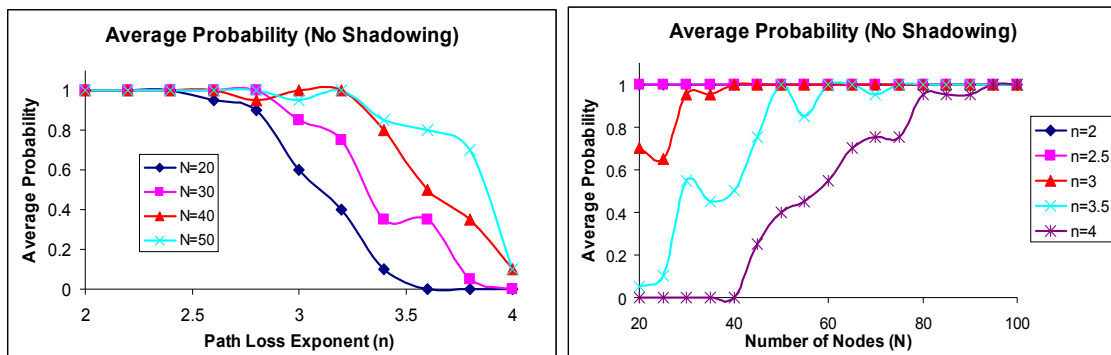 Average Probability (No Shadowing)
1
0.8
0.6
0.4
0.2
0
Average Probability
2
2.5
3
3.5
4
Path Loss Exponent (n)
N=20
N=30
N=40
N=50
Average Probability (No Shadowing)
1
0.8
0.6
0.4
0.2
0
Average Probability
20
40
60
80
100
Number of Nodes (N)
n=2
n=2.5
n=3
n=3.5
n=4